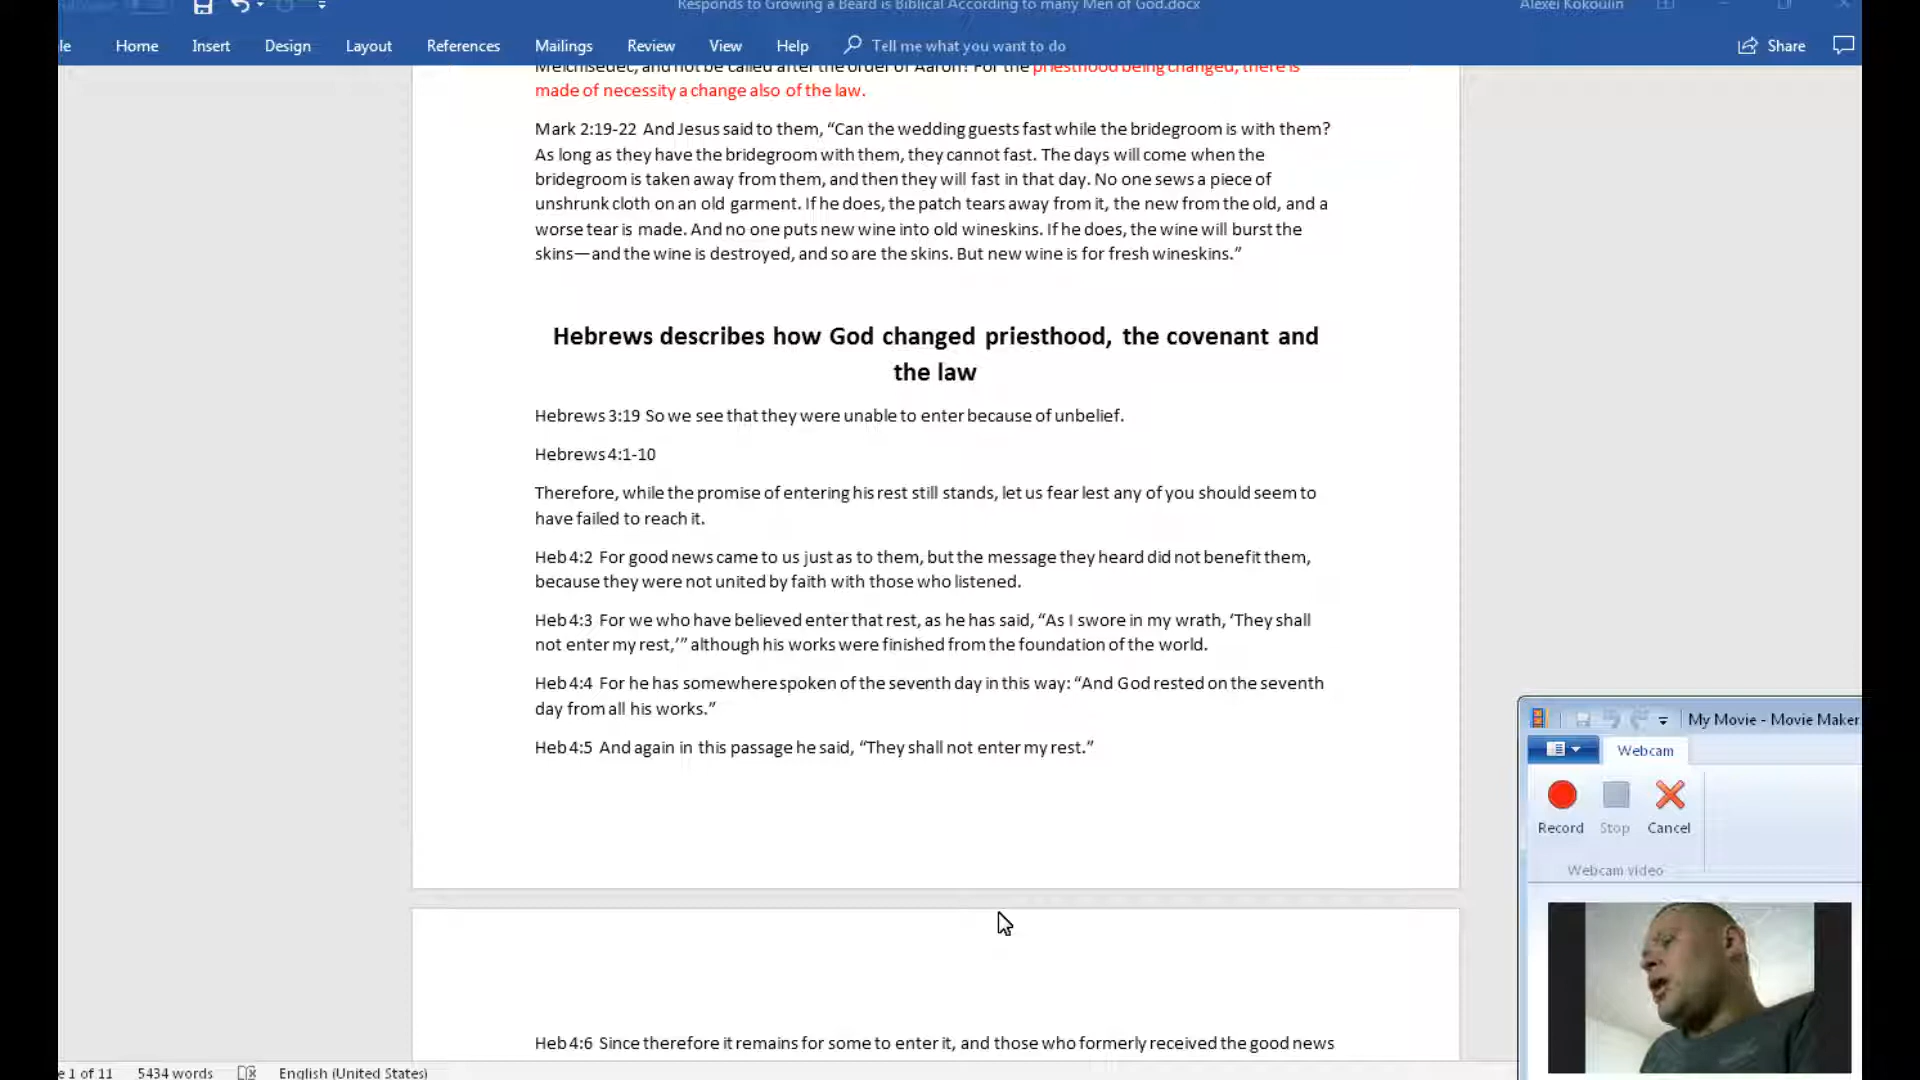 Responds to Growing a Beard is Biblical According to many Men of God.docx
Alexei Kokoulin
le Home Insert Design Layout References Mailings Review View Help Tell me what you want to do Share
Melchisedec, and not be called after the order of Aaron? For the priesthood being changed, there is
made of necessity a change also of the law.
Mark 2:19-22 And Jesus said to them, “Can the wedding guests fast while the bridegroom is with them?
As long as they have the bridegroom with them, they cannot fast. The days will come when the
bridegroom is taken away from them, and then they will fast in that day. No one sews a piece of
unshrunk cloth on an old garment. If he does, the patch tears away from it, the new from the old, and a
worse tear is made. And no one puts new wine into old wineskins. If he does, the wine will burst the
skins—and the wine is destroyed, and so are the skins. But new wine is for fresh wineskins.”
Hebrews describes how God changed priesthood, the covenant and
the law
Hebrews 3:19 So we see that they were unable to enter because of unbelief.
Hebrews 4:1-10
Therefore, while the promise of entering his rest still stands, let us fear lest any of you should seem to
have failed to reach it.
Heb 4:2 For good news came to us just as to them, but the message they heard did not benefit them,
because they were not united by faith with those who listened.
Heb 4:3 For we who have believed enter that rest, as he has said, “As I swore in my wrath, ‘They shall
not enter my rest,’” although his works were finished from the foundation of the world.
Heb 4:4 For he has somewhere spoken of the seventh day in this way: “And God rested on the seventh
day from all his works.”
Heb 4:5 And again in this passage he said, “They shall not enter my rest.”
Heb 4:6 Since therefore it remains for some to enter it, and those who formerly received the good news
My Movie - Movie Maker
Webcam
Record Stop Cancel
Webcam video
e 1 of 11 5434 words English (United States)